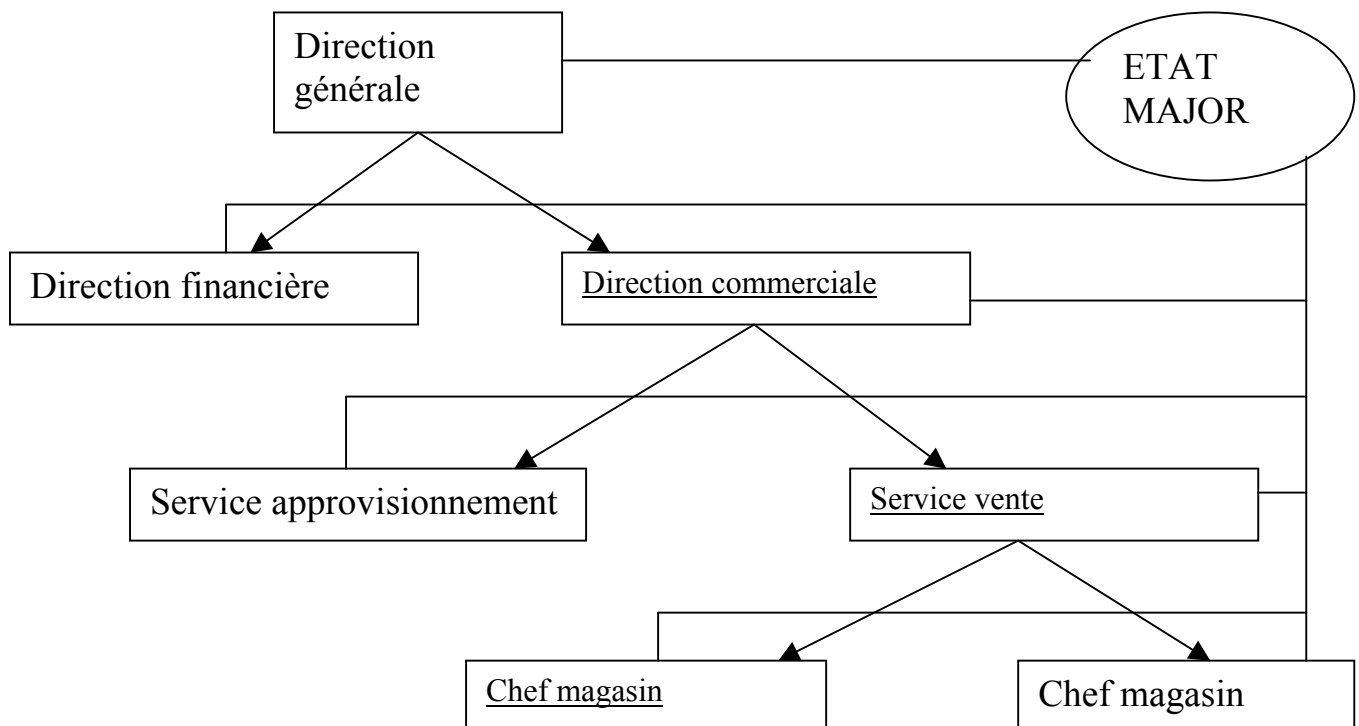 Direction
générale
ETAT
MAJOR
Direction financière
Direction commerciale
Service approvisionnement
Service vente
Chef magasin
Chef magasin